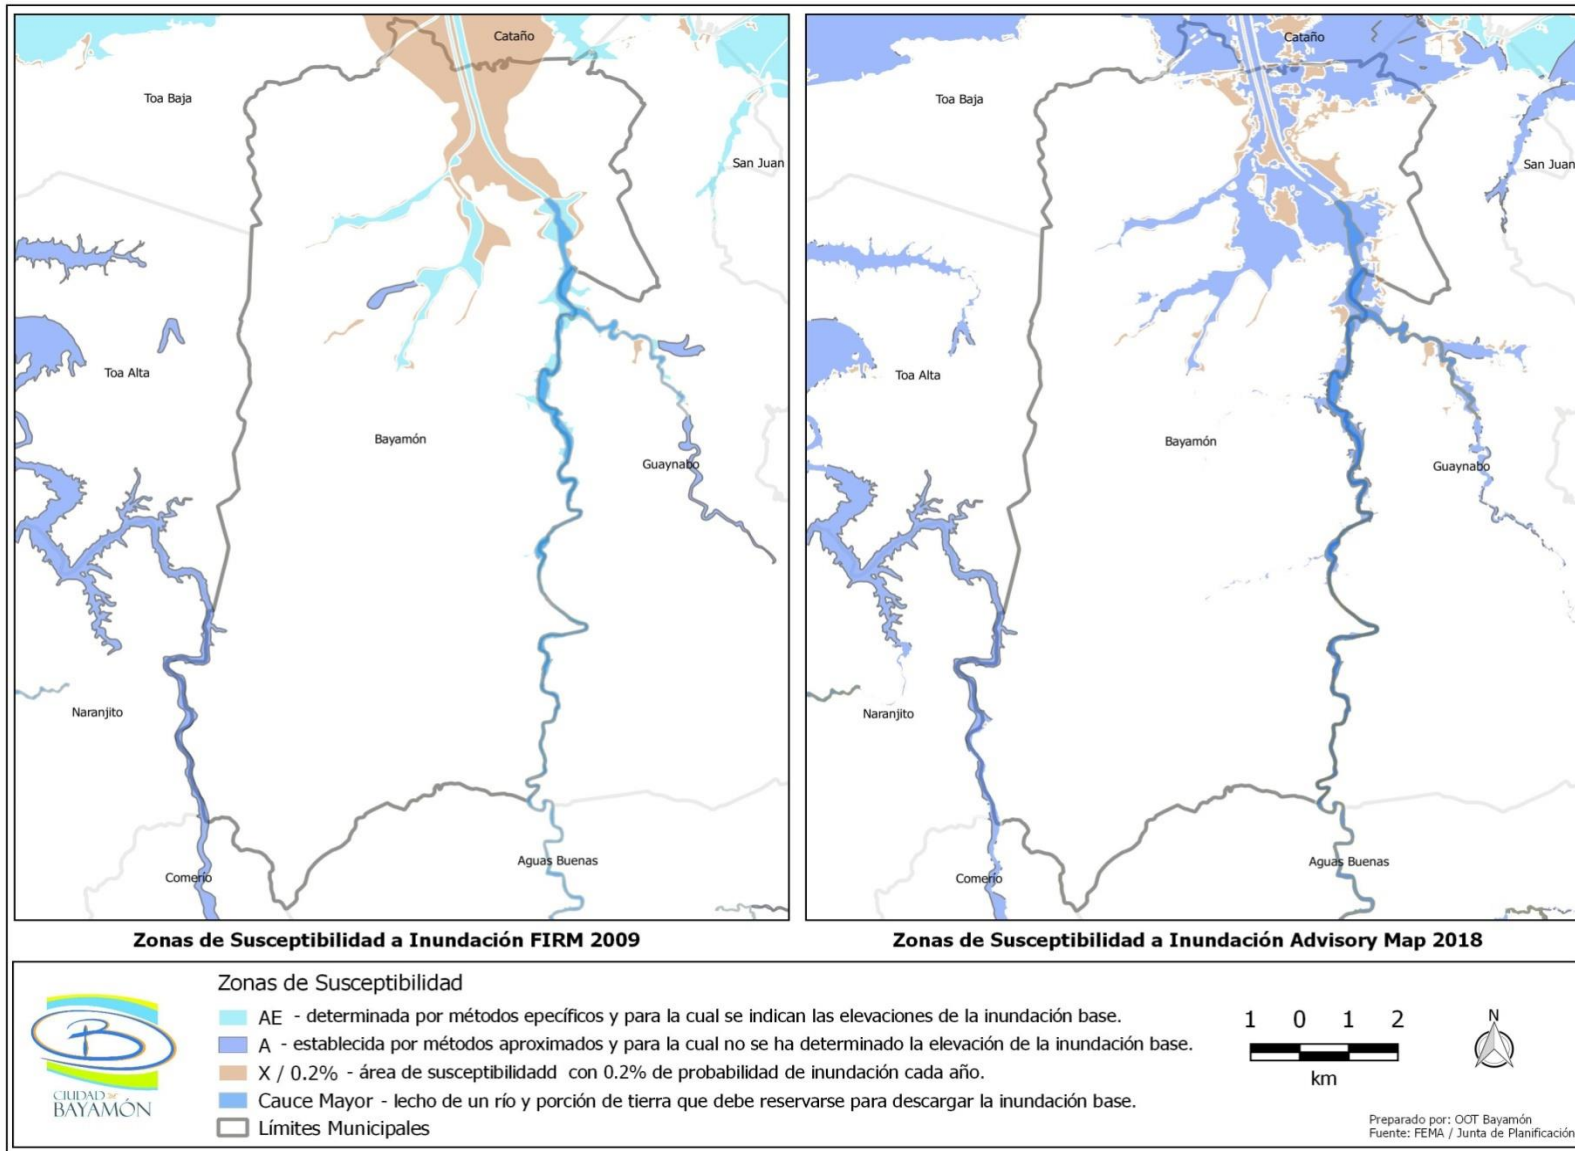 Cataño
Toa Baja
San Juan
Toa Alta
Bayamón
Guaynabo
Naranjito
Aguas Buenas
Comerío
Cataño
Toa Baja
San Juan
Toa Alta
Bayamón
Guaynabo
Naranjito
Aguas Buenas
Comerío
Zonas de Susceptibilidad a Inundación FIRM 2009
Zonas de Susceptibilidad a Inundación Advisory Map 2018
CIUDAD
BAYAMÓN
Zonas de Susceptibilidad
AE - determinada por métodos epecíficos y para la cual se indican las elevaciones de la inundación base.
A - establecida por métodos aproximados y para la cual no se ha determinado la elevación de la inundación base.
X / 0.2% - área de susceptibilidadd con 0.2% de probabilidad de inundación cada año.
Cauce Mayor - lecho de un río y porción de tierra que debe reservarse para descargar la inundación base.
Límites Municipales
1 0 1 2
km
N
Preparado por: OOT Bayamón
Fuente: FEMA / Junta de Planificación